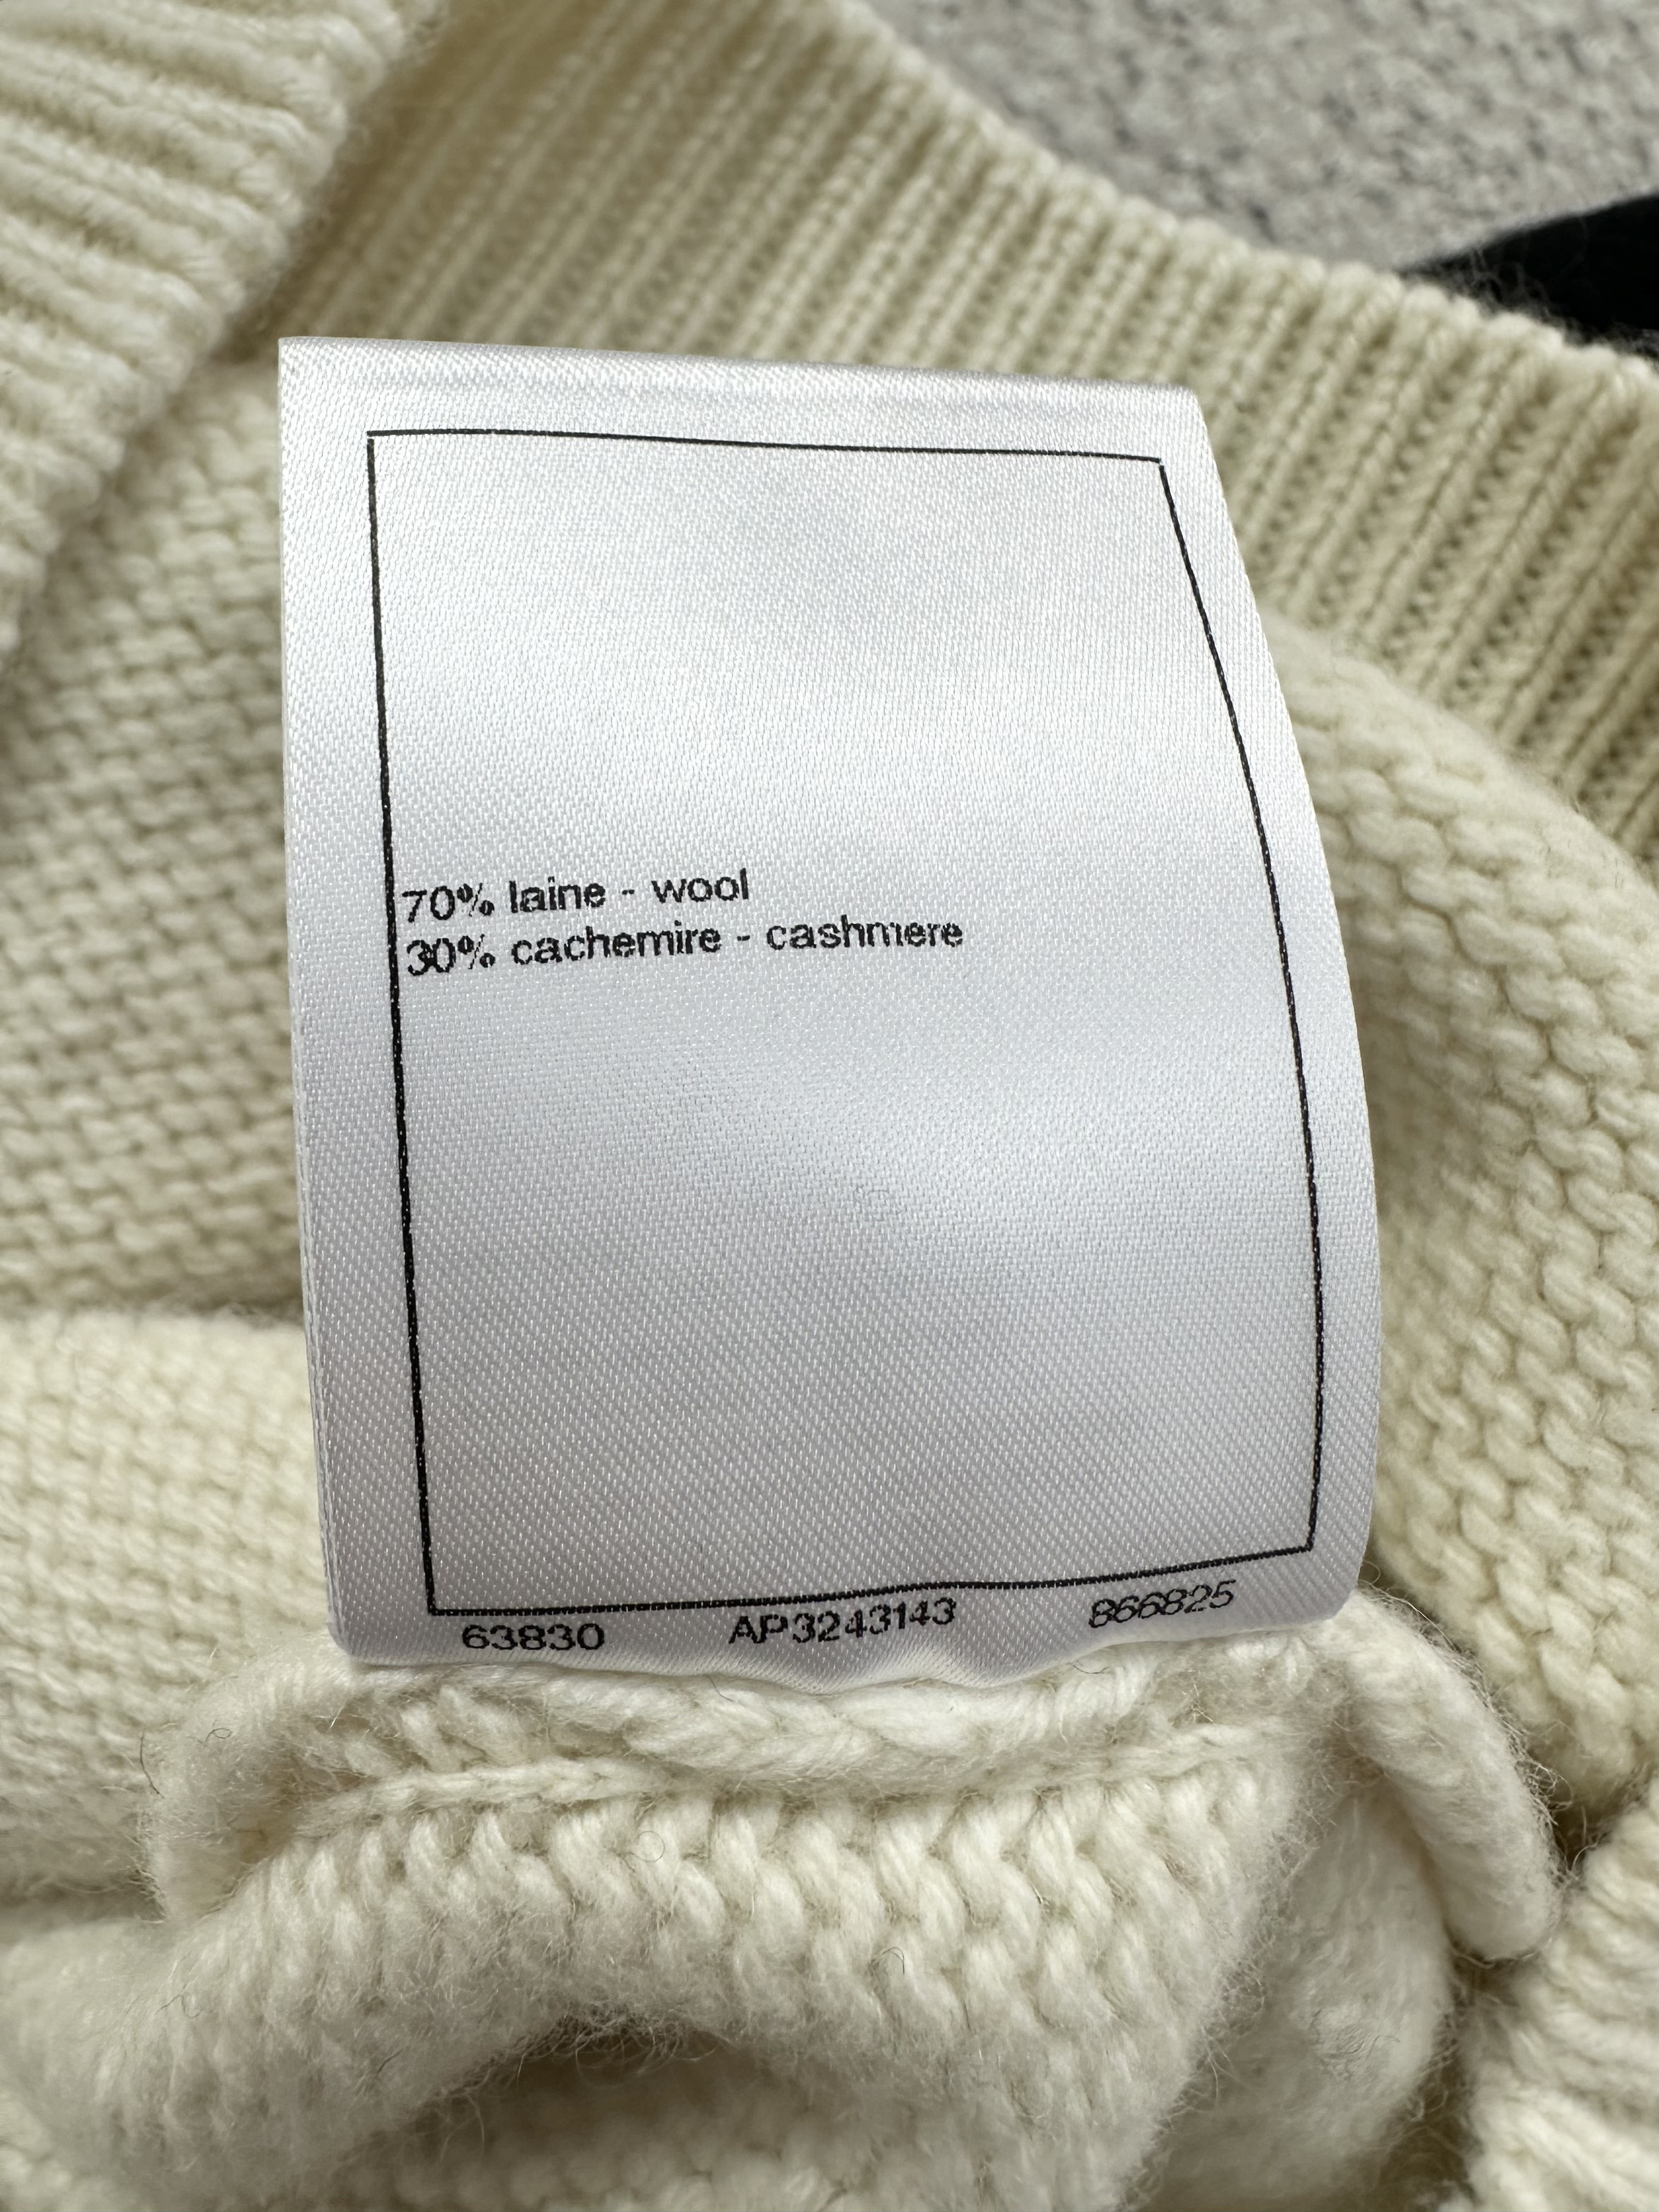 70% laine - wool
30% cachemire - cashmere
63830 AP3243143 866825